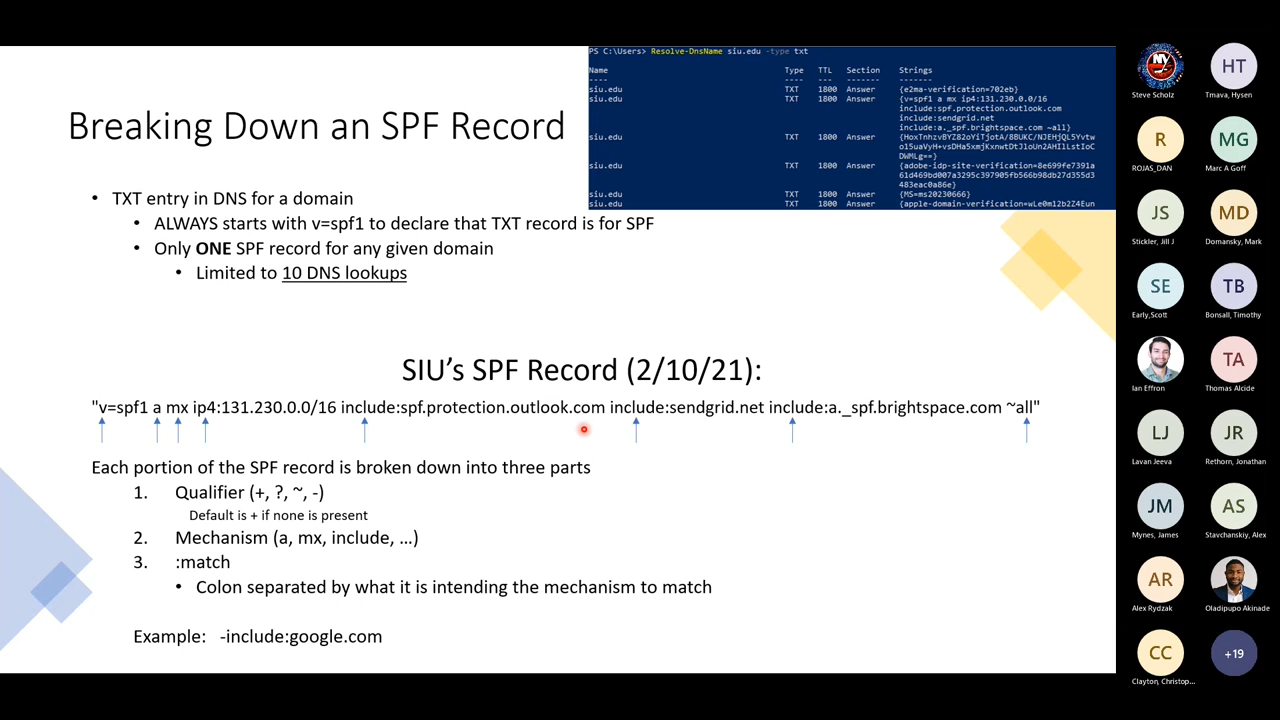 PS C:\Users> Resolve-DnsName siu.edu -type txt
Name Type TTL Section Strings
---- ---- --- ------- -------
siu.edu TXT 1800 Answer {e2ma-verification=702eb}
siu.edu TXT 1800 Answer {v=spf1 a mx ip4:131.230.0.0/16
include:spf.protection.outlook.com
include:sendgrid.net
include:a._spf.brightspace.com ~all}
siu.edu TXT 1800 Answer
siu.edu TXT 1800 Answer {adobe-idp-site-verification=8e699fe7391a
61d469bd007a3295c397905fb566b98db27d355d3
483eac0a86e}
siu.edu TXT 1800 Answer {MS=ms20230666}
siu.edu TXT 1800 Answer {apple-domain-verification=wLe0m12b2Z4Eun
Breaking Down an SPF Record
• TXT entry in DNS for a domain
• ALWAYS starts with v=spf1 to declare that TXT record is for SPF
• Only ONE SPF record for any given domain
• Limited to 10 DNS lookups
SIU's SPF Record (2/10/21):
"v=spf1 a mx ip4:131.230.0.0/16 include:spf.protection.outlook.com include:sendgrid.net include:a._spf.brightspace.com ~all"
Each portion of the SPF record is broken down into three parts
1. Qualifier (+, ?, ~, -)
Default is + if none is present
2. Mechanism (a, mx, include, ...)
3. :match
• Colon separated by what it is intending the mechanism to match
Example: -include:google.com
NY
HT
Steve Scholz
Tmava, Hysen
R
MG
ROJAS_DAN
Marc A Goff
JS
MD
Stickler, Jill J
Domansky, Mark
SE
TB
Early,Scott
Bonsall, Timothy
TA
Ian Effron
Thomas Alcide
LJ
JR
Lavan Jeeva
Rethorn, Jonathan
JM
AS
Mynes, James
Stavchanskiy, Alex
AR
Alex Rydzak
Oladipupo Akinade
CC
+19
Clayton, Christop...